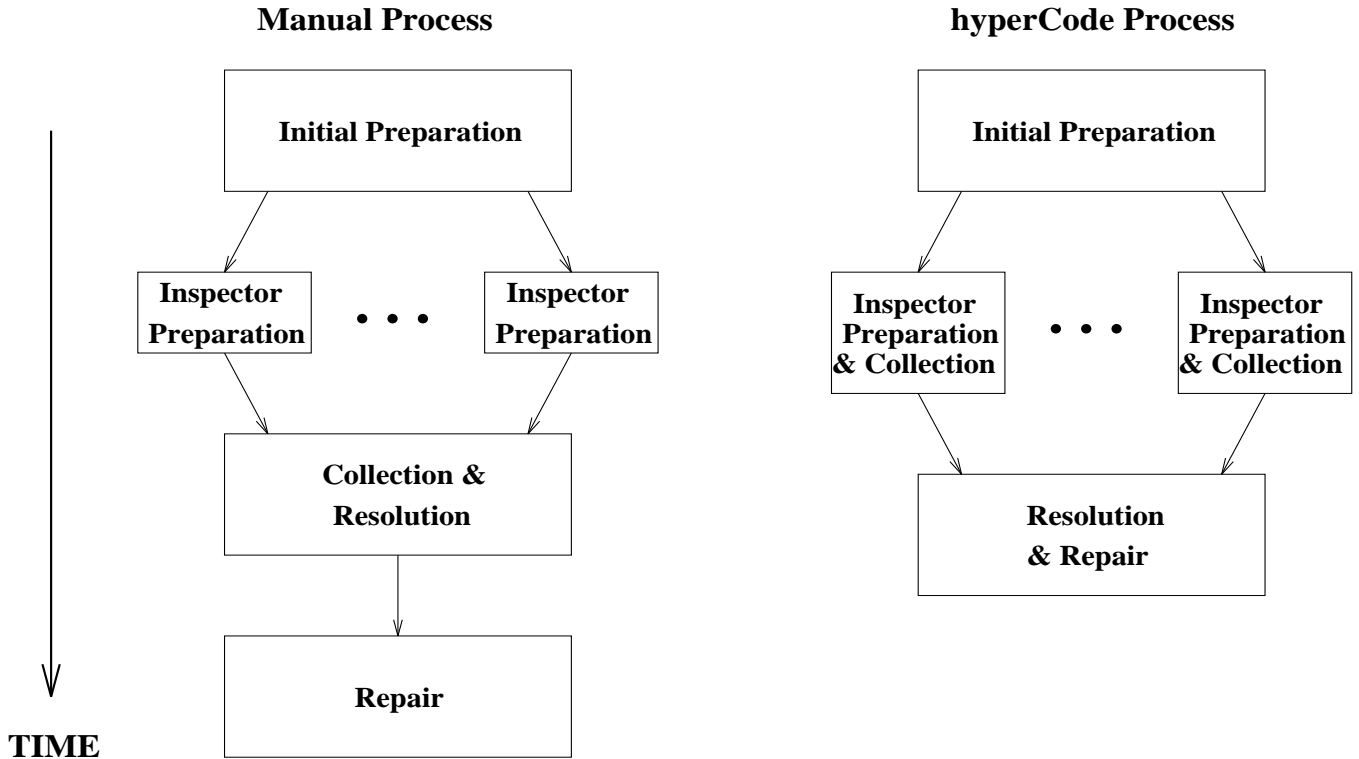 Manual Process
Initial Preparation
Inspector
Preparation
Inspector
Preparation
Collection &
Resolution
Repair
TIME
hyperCode Process
Initial Preparation
Inspector
Preparation
& Collection
Inspector
Preparation
& Collection
Resolution
& Repair